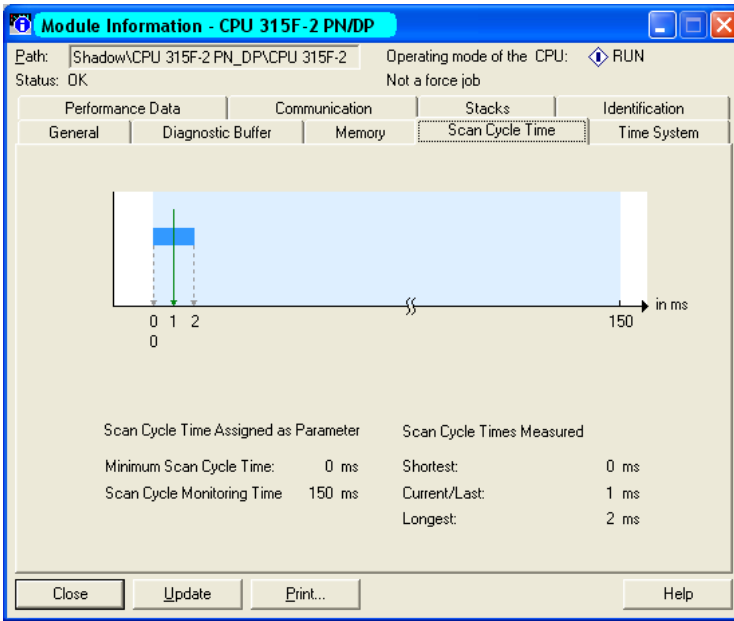 Module Information - CPU 315F-2 PN/DP
Path: Shadow\CPU 315F-2 PN_DP\CPU 315F-2 Operating mode of the CPU: RUN
Status: OK Not a force job
Performance Data Communication Stacks Identification
General Diagnostic Buffer Memory Scan Cycle Time Time System
in ms
0 1 2 150
0
Scan Cycle Time Assigned as Parameter Scan Cycle Times Measured
Minimum Scan Cycle Time: 0 ms Shortest: 0 ms
Scan Cycle Monitoring Time 150 ms Current/Last: 1 ms
Longest: 2 ms
Close Update Print... Help